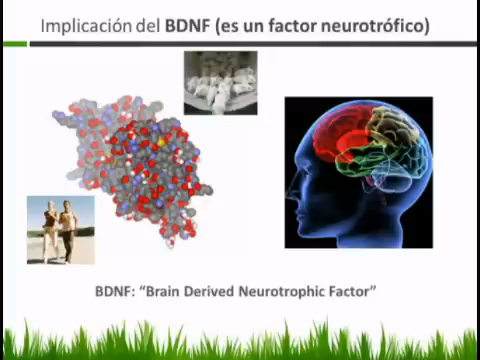 Implicación del BDNF (es un factor neurotrófico)
BDNF: “Brain Derived Neurotrophic Factor”